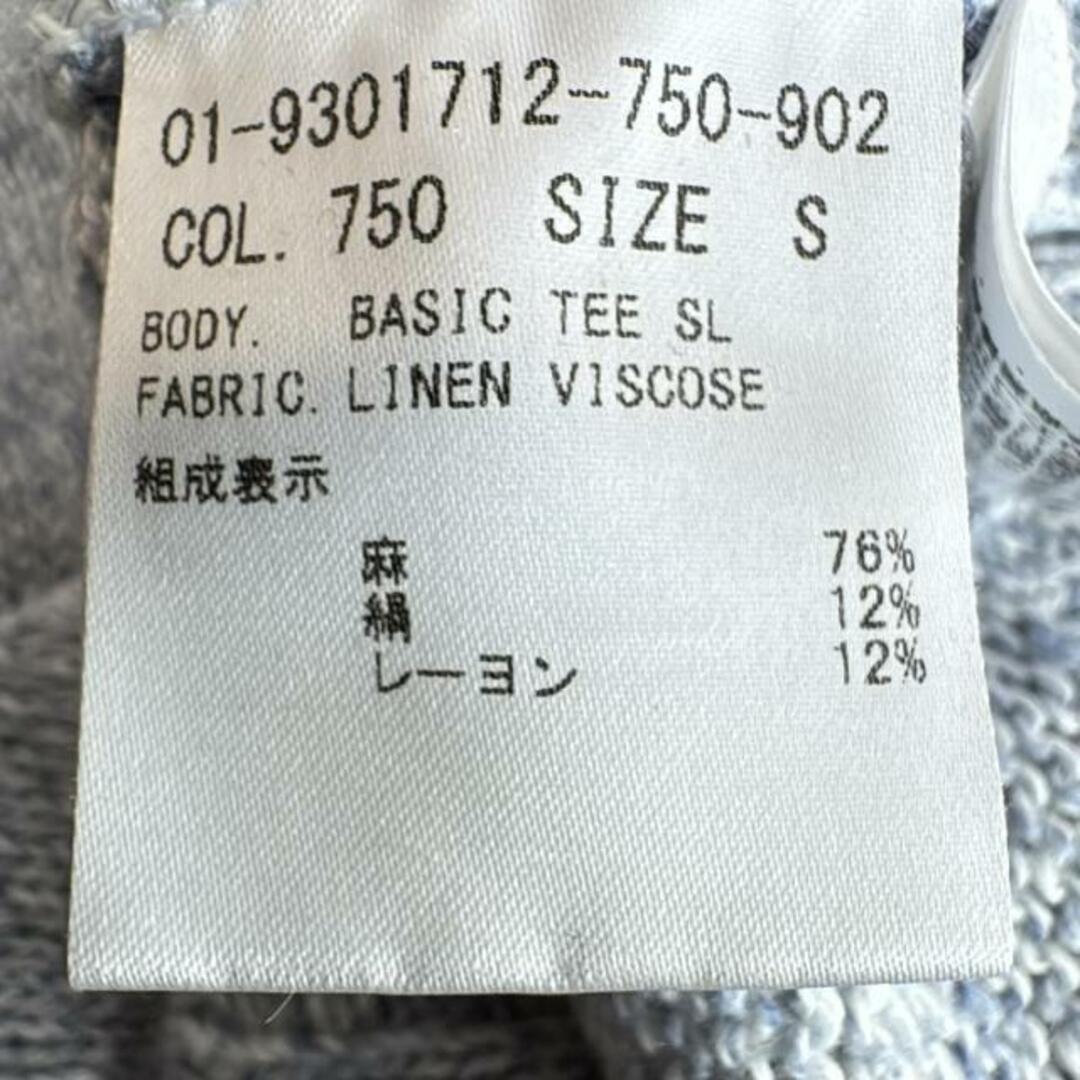 01-9301712-750-902
COL. 750 SIZE S
BODY. BASIC TEE SL
FABRIC. LINEN VISCOSE
組成表示
麻 76%
絹 12%
レーヨン 12%